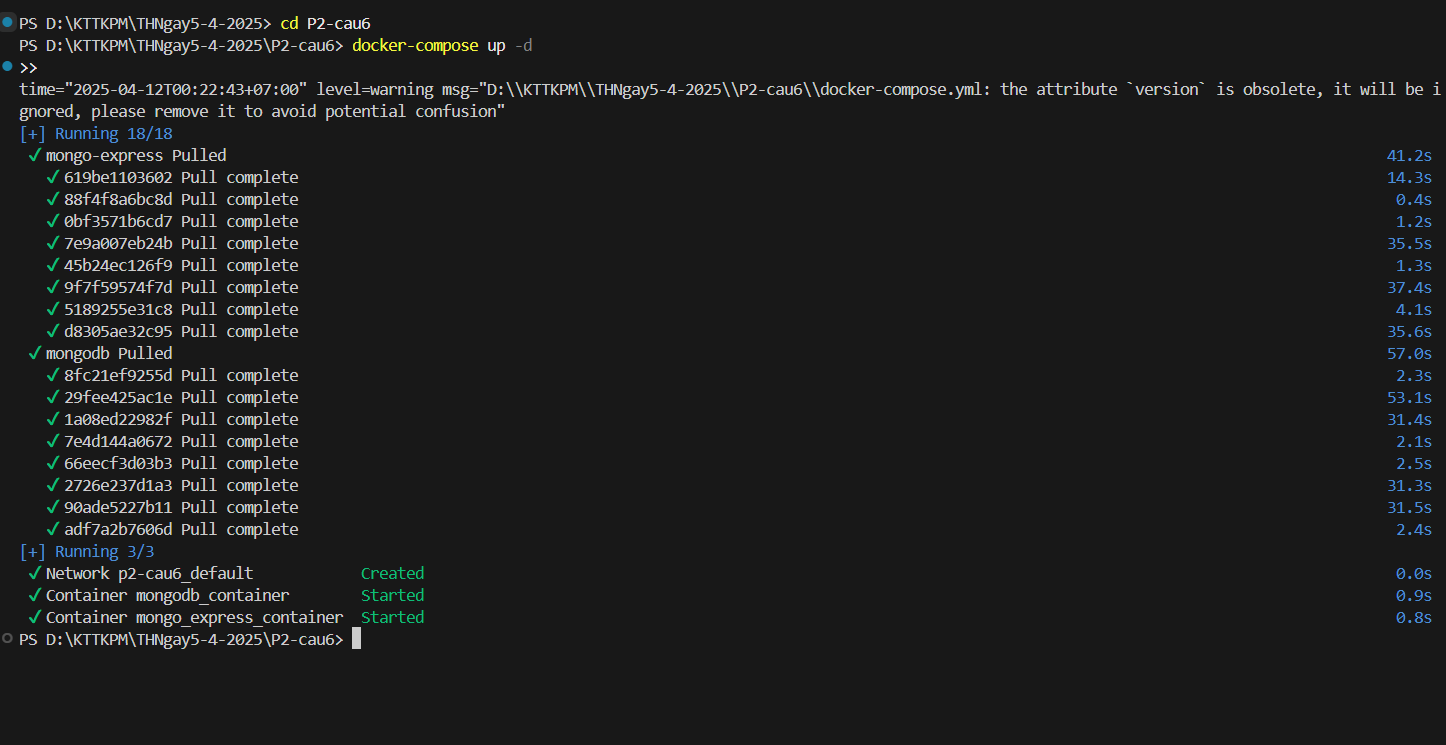 PS D:\KTTKPM\THNgay5-4-2025> cd P2-cau6
PS D:\KTTKPM\THNgay5-4-2025\P2-cau6> docker-compose up -d
>>
time="2025-04-12T00:22:43+07:00" level=warning msg="D:\\KTTKPM\\THNgay5-4-2025\\P2-cau6\\docker-compose.yml: the attribute `version` is obsolete, it will be i
gnored, please remove it to avoid potential confusion"
[+] Running 18/18
✔ mongo-express Pulled 41.2s
✔ 619be1103602 Pull complete 14.3s
✔ 88f4f8a6bc8d Pull complete 0.4s
✔ 0bf3571b6cd7 Pull complete 1.2s
✔ 7e9a007eb24b Pull complete 35.5s
✔ 45b24ec126f9 Pull complete 1.3s
✔ 9f7f59574f7d Pull complete 37.4s
✔ 5189255e31c8 Pull complete 4.1s
✔ d8305ae32c95 Pull complete 35.6s
✔ mongodb Pulled 57.0s
✔ 8fc21ef9255d Pull complete 2.3s
✔ 29fee425ac1e Pull complete 53.1s
✔ 1a08ed22982f Pull complete 31.4s
✔ 7e4d144a0672 Pull complete 2.1s
✔ 66eecf3d03b3 Pull complete 2.5s
✔ 2726e237d1a3 Pull complete 31.3s
✔ 90ade5227b11 Pull complete 31.5s
✔ adf7a2b7606d Pull complete 2.4s
[+] Running 3/3
✔ Network p2-cau6_default Created 0.0s
✔ Container mongodb_container Started 0.9s
✔ Container mongo_express_container Started 0.8s
PS D:\KTTKPM\THNgay5-4-2025\P2-cau6>